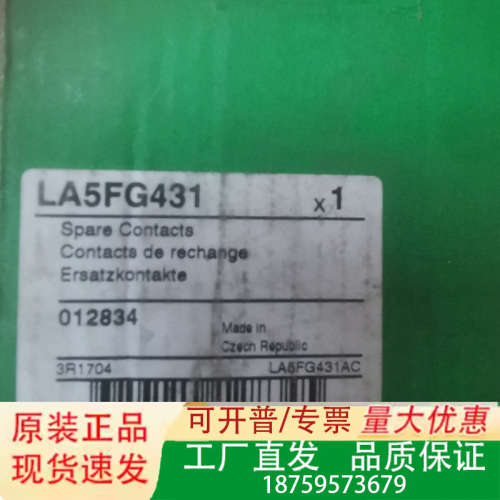 LA5FG431
x1
Spare Contacts
Contacts de rechange
Ersatzkontakte
012834
Made in
Czech Republic
3R1704
LA5FG431AC
原装正品
现货速发
可开普/专票
量大优惠
工厂直发 品质保证
18759573679